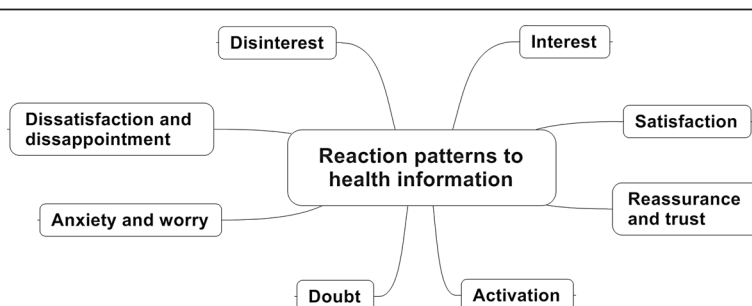 Disinterest
Interest
Dissatisfaction and
dissappointment
Satisfaction
Reaction patterns to
health information
Reassurance
and trust
Anxiety and worry
Doubt
Activation